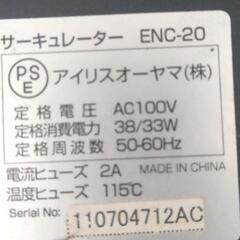 サーキュレーター ENC-20
PSE アイリスオーヤマ(株)
定格電圧 AC100V
定格消費電力 38/33W
定格周波数 50-60Hz
電流ヒューズ 2A MADE IN CHINA
温度ヒューズ 115℃
Serial No: 110704712AC